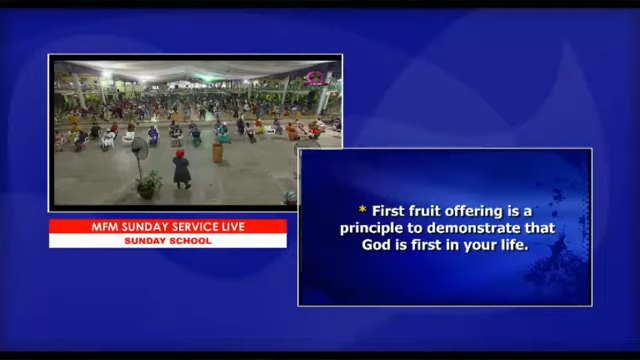 MFM SUNDAY SERVICE LIVE
SUNDAY SCHOOL
* First fruit offering is a
principle to demonstrate that
God is first in your life.